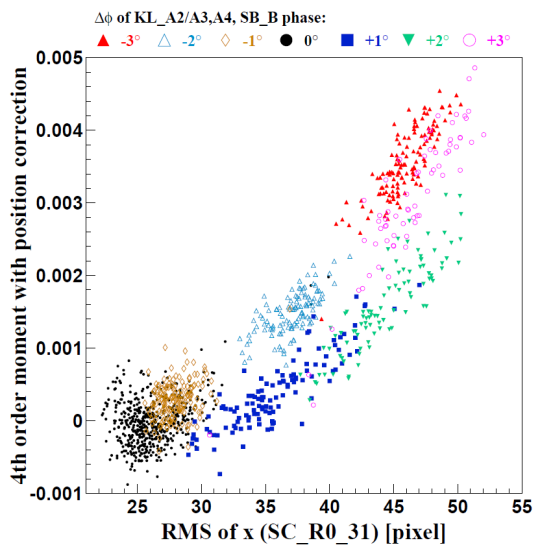 Δϕ of KL_A2/A3,A4, SB_B phase:
-3° -2° -1° 0° +1° +2° +3°
4th order moment with position correction
0.005
0.004
0.003
0.002
0.001
0
-0.001
25 30 35 40 45 50 55
RMS of x (SC_R0_31) [pixel]